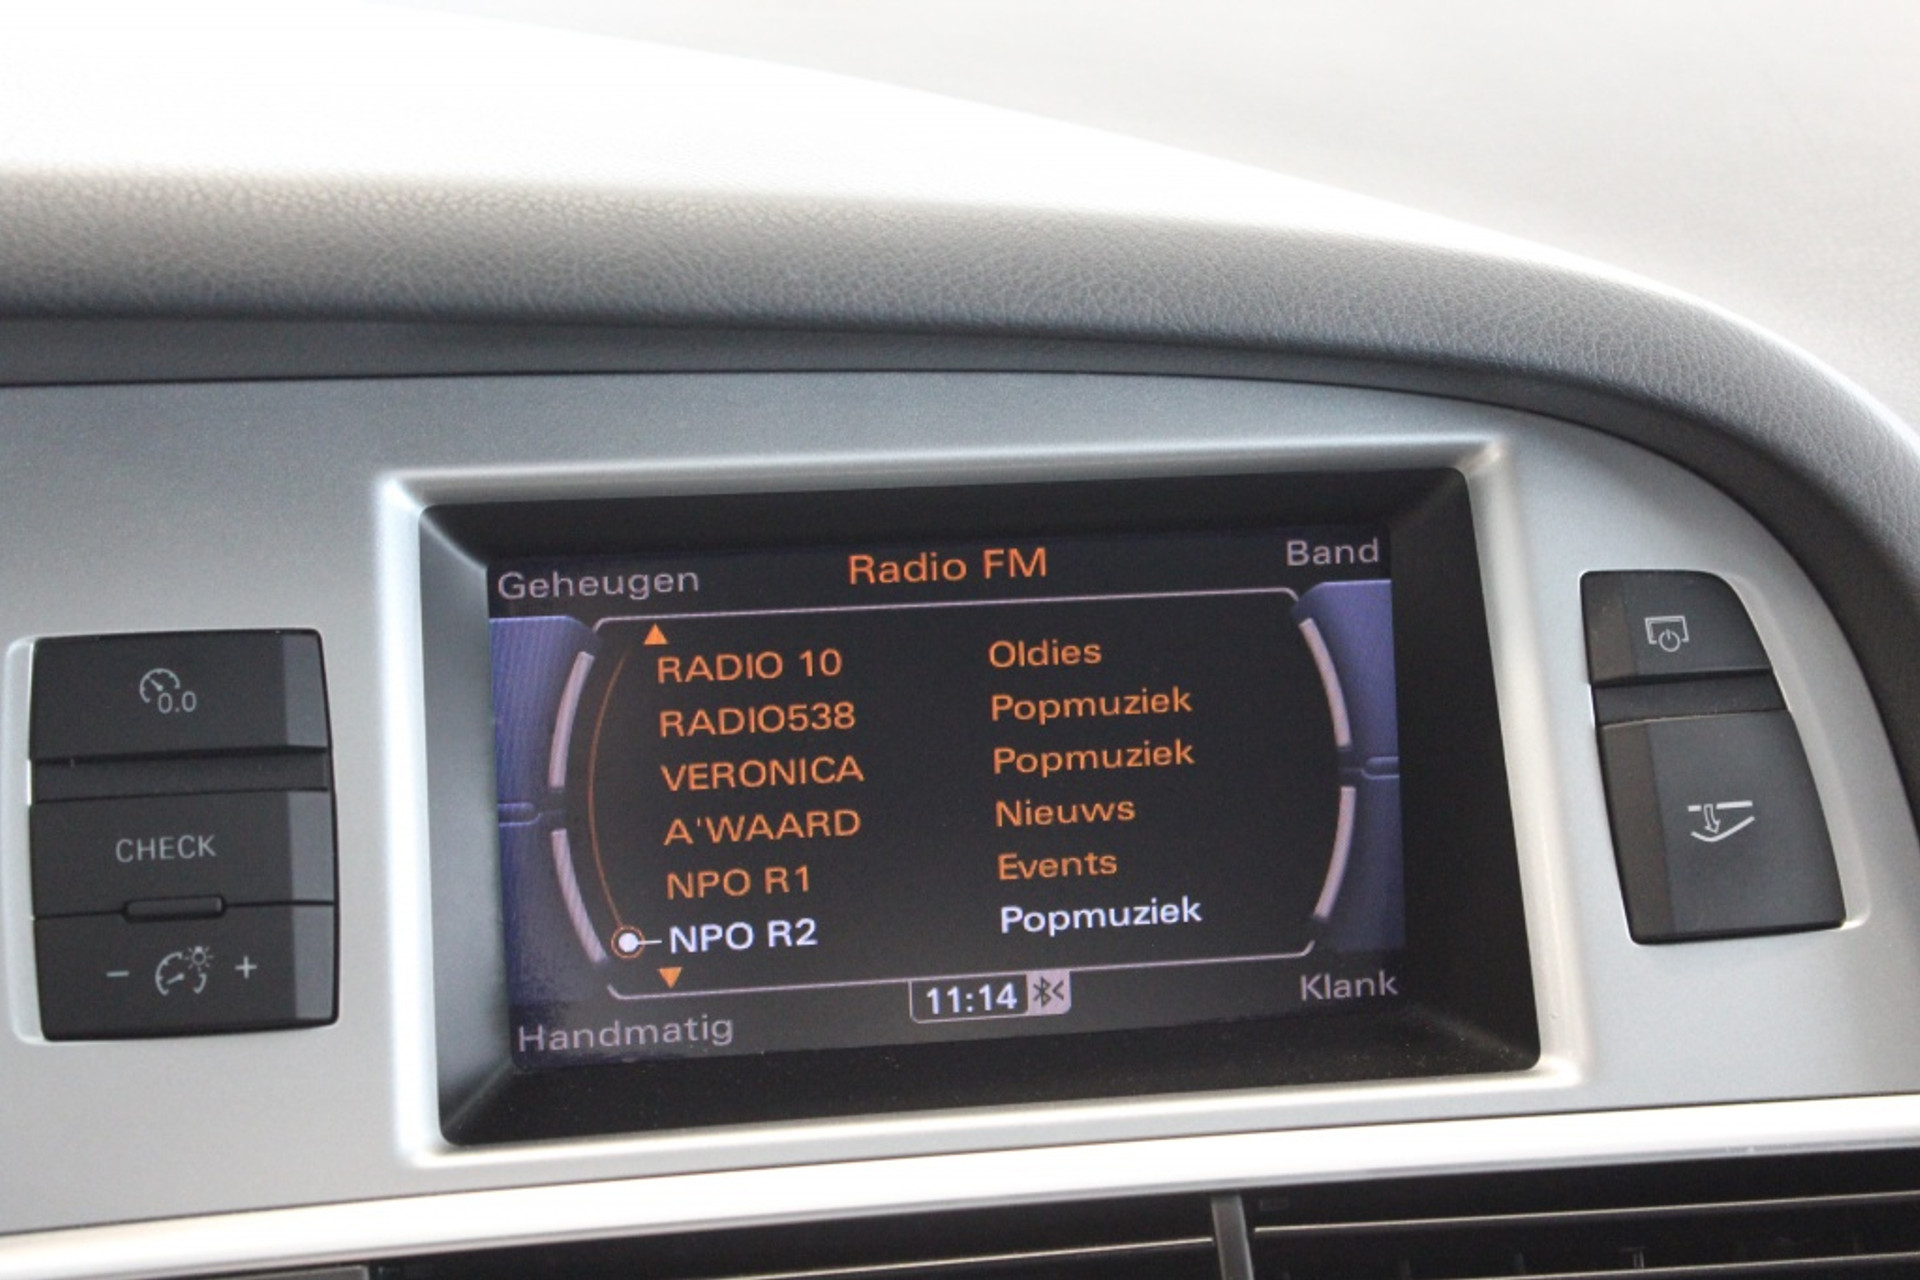 Geheugen Radio FM Band
RADIO 10 Oldies
RADIO538 Popmuziek
VERONICA Popmuziek
A'WAARD Nieuws
NPO R1 Events
NPO R2 Popmuziek
11:14
Handmatig Klank
0.0
CHECK
- +